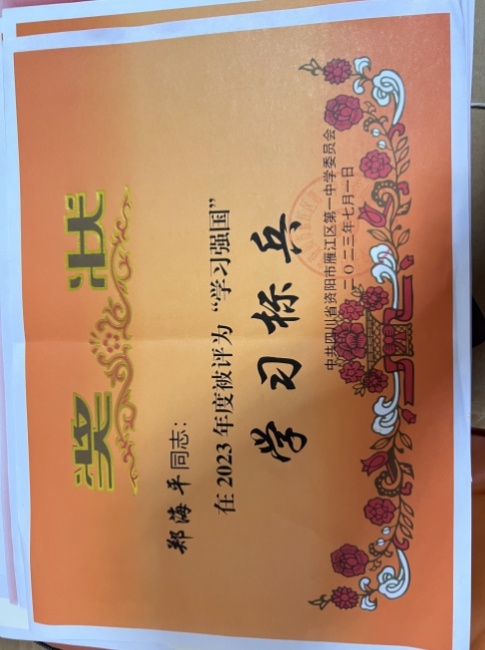 奖状
郑海平同志：
在2023年度被评为“学习强国”
学习标兵
中共四川省资阳市雁江区第一中学委员会
二〇二三年七月一日